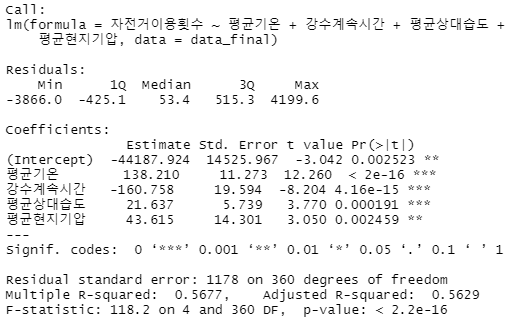 Call:
lm(formula = 자전거이용횟수 ~ 평균기온 + 강수계속시간 + 평균상대습도 +
    평균현지기압, data = data_final)

Residuals:
    Min      1Q  Median      3Q     Max
-3866.0  -425.1    53.4   515.3  4199.6

Coefficients:
               Estimate Std. Error t value Pr(>|t|)
(Intercept)  -44187.924  14525.967  -3.042 0.002523 **
평균기온        138.210     11.273  12.260  < 2e-16 ***
강수계속시간   -160.758     19.594  -8.204 4.16e-15 ***
평균상대습도     21.637      5.739   3.770 0.000191 ***
평균현지기압     43.615     14.301   3.050 0.002459 **
---
Signif. codes:  0 ‘***’ 0.001 ‘**’ 0.01 ‘*’ 0.05 ‘.’ 0.1 ‘ ’ 1

Residual standard error: 1178 on 360 degrees of freedom
Multiple R-squared:  0.5677,    Adjusted R-squared:  0.5629
F-statistic: 118.2 on 4 and 360 DF,  p-value: < 2.2e-16